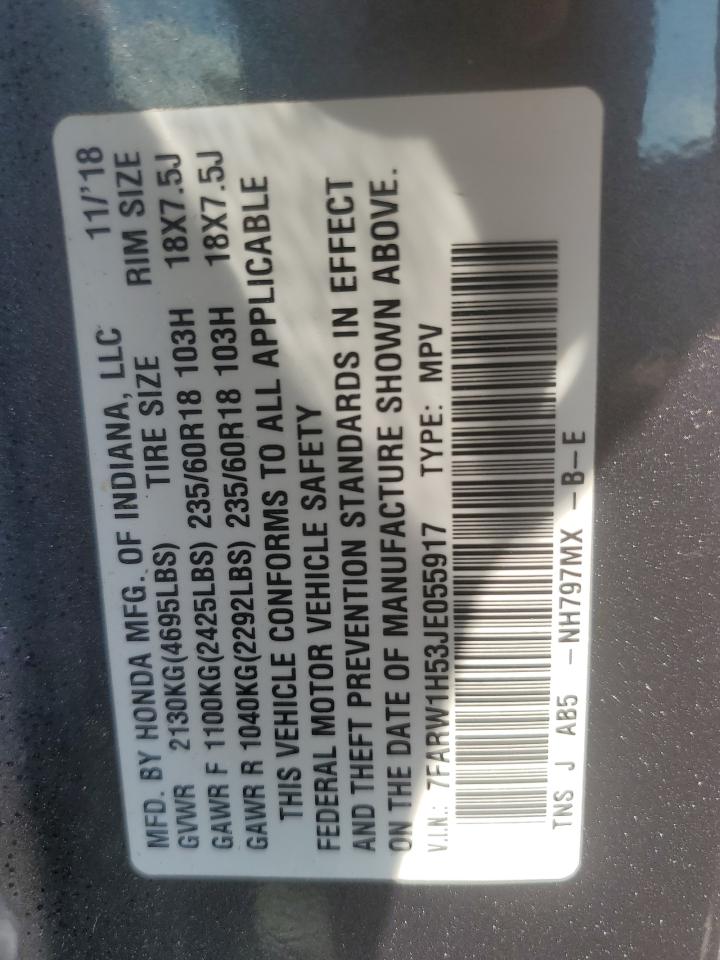 MFD. BY HONDA MFG. OF INDIANA, LLC 11/'18
GVWR 2130KG(4695LBS) TIRE SIZE RIM SIZE
GAWR F 1100KG(2425LBS) 235/60R18 103H 18X7.5J
GAWR R 1040KG(2292LBS) 235/60R18 103H 18X7.5J
THIS VEHICLE CONFORMS TO ALL APPLICABLE
FEDERAL MOTOR VEHICLE SAFETY
AND THEFT PREVENTION STANDARDS IN EFFECT
ON THE DATE OF MANUFACTURE SHOWN ABOVE.
V.I.N.: 7FARW1H53JE055917 TYPE: MPV
TNS J AB5 -NH797MX -B-E